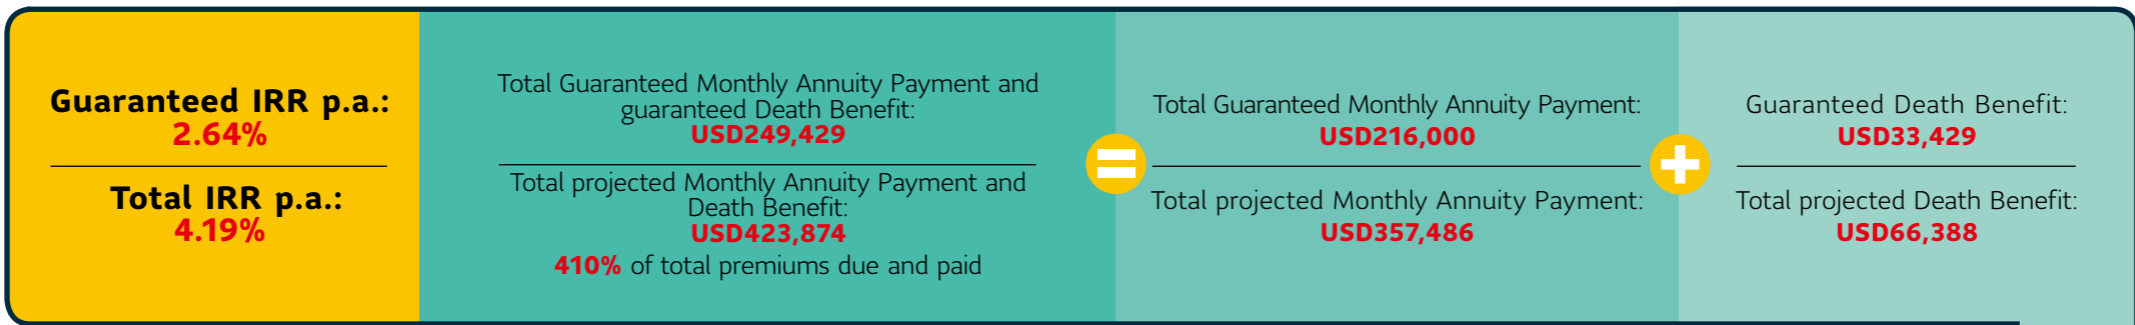 Guaranteed IRR p.a.:
2.64%
Total IRR p.a.:
4.19%
Total Guaranteed Monthly Annuity Payment and
guaranteed Death Benefit:
USD249,429
Total projected Monthly Annuity Payment and
Death Benefit:
USD423,874
410% of total premiums due and paid
=
Total Guaranteed Monthly Annuity Payment:
USD216,000
Total projected Monthly Annuity Payment:
USD357,486
+
Guaranteed Death Benefit:
USD33,429
Total projected Death Benefit:
USD66,388